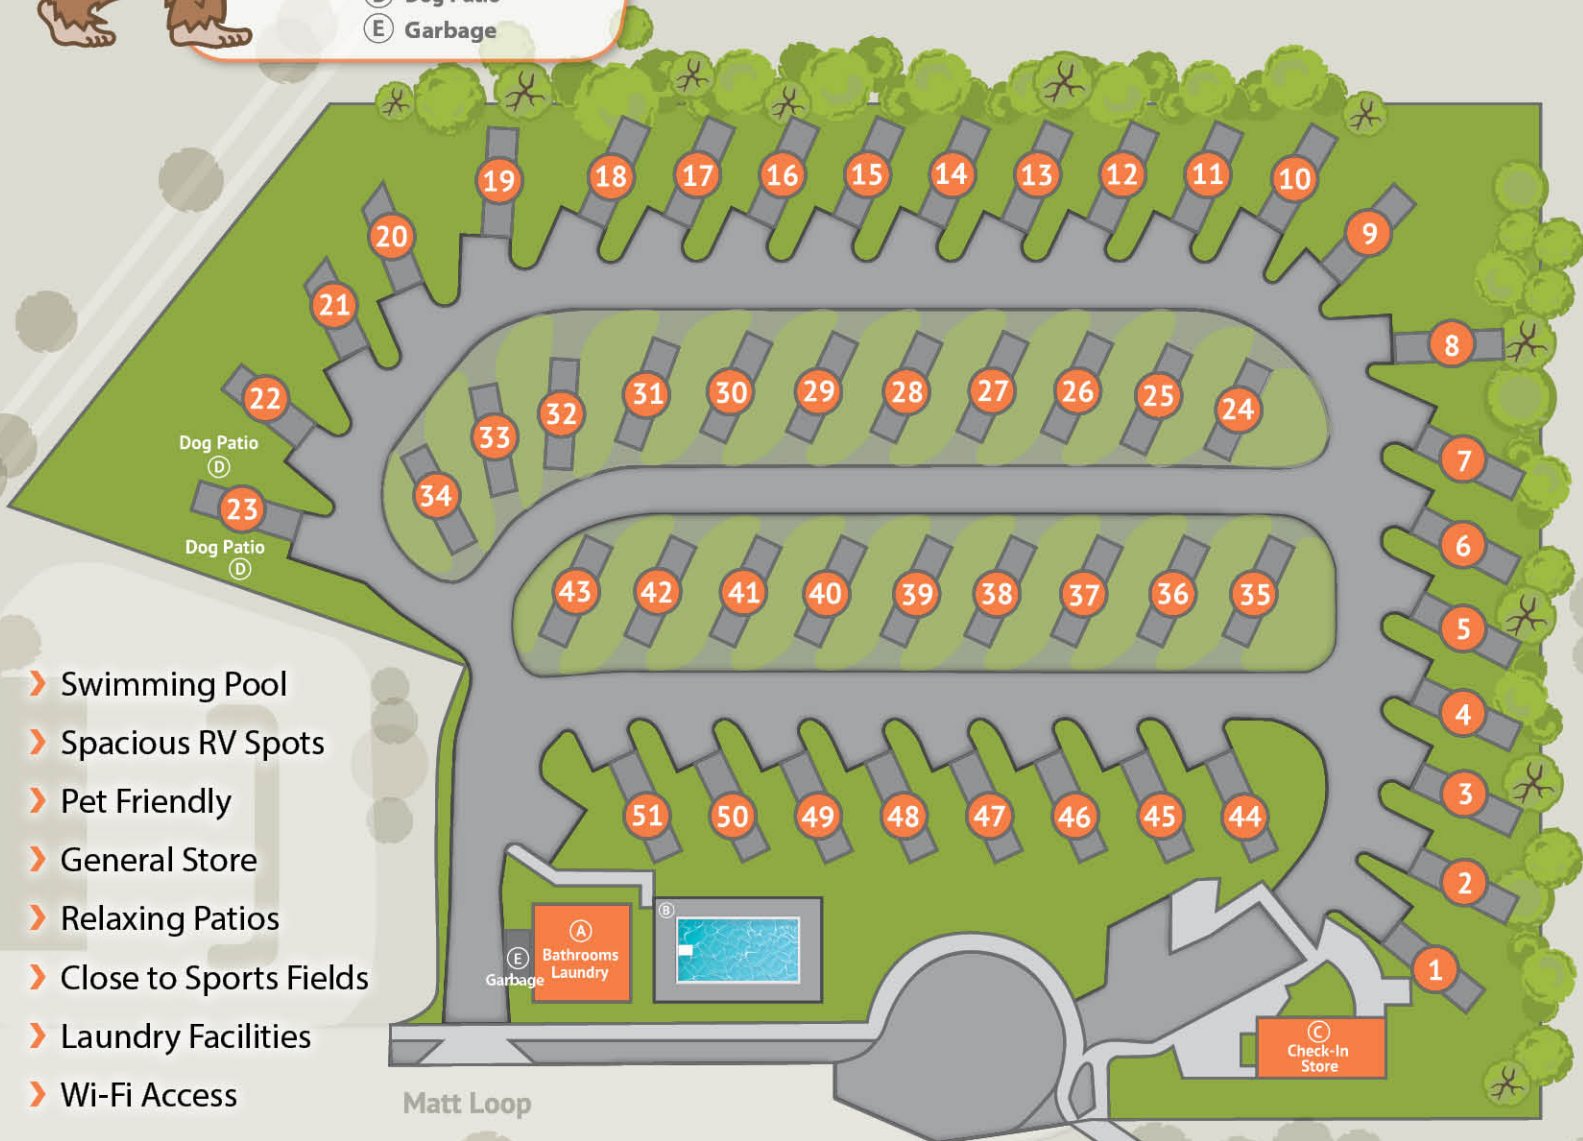 D Dog Patio
E Garbage
19
18
17
16
15
14
13
12
11
10
9
20
21
22
8
Dog Patio
D
23
Dog Patio
D
34
33
32
31
30
29
28
27
26
25
24
7
6
5
4
3
2
1
43
42
41
40
39
38
37
36
35
51
50
49
48
47
46
45
44
❯ Swimming Pool
❯ Spacious RV Spots
❯ Pet Friendly
❯ General Store
❯ Relaxing Patios
❯ Close to Sports Fields
❯ Laundry Facilities
❯ Wi-Fi Access
E
Garbage
A
Bathrooms
Laundry
B
C
Check-In
Store
Matt Loop